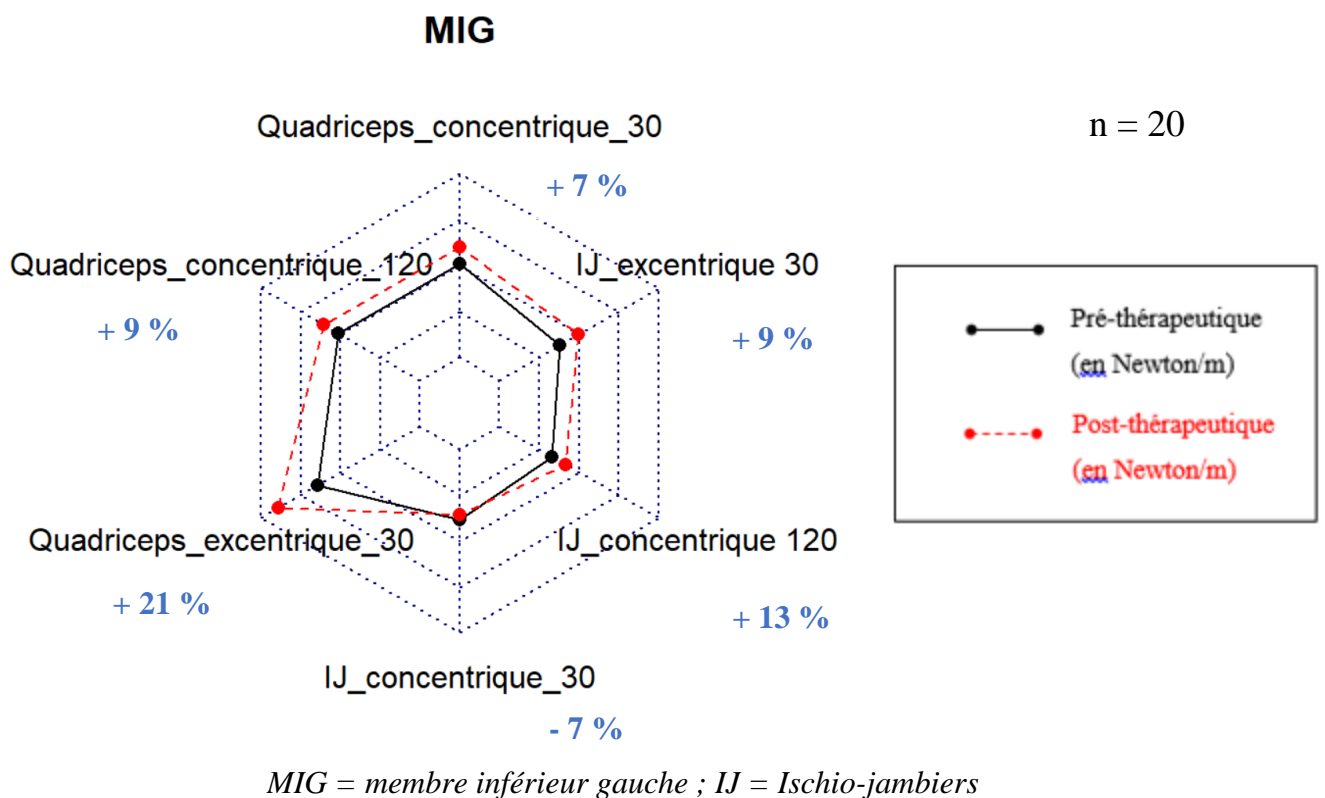 MIG
Quadriceps_concentrique_30
n = 20
+ 7 %
Quadriceps_concentrique_120
IJ_excentrique 30
+ 9 %
+ 9 %
Pré-thérapeutique
(en Newton/m)
Post-thérapeutique
(en Newton/m)
Quadriceps_excentrique_30
IJ_concentrique 120
+ 21 %
+ 13 %
IJ_concentrique_30
- 7 %
MIG = membre inférieur gauche ; IJ = Ischio-jambiers